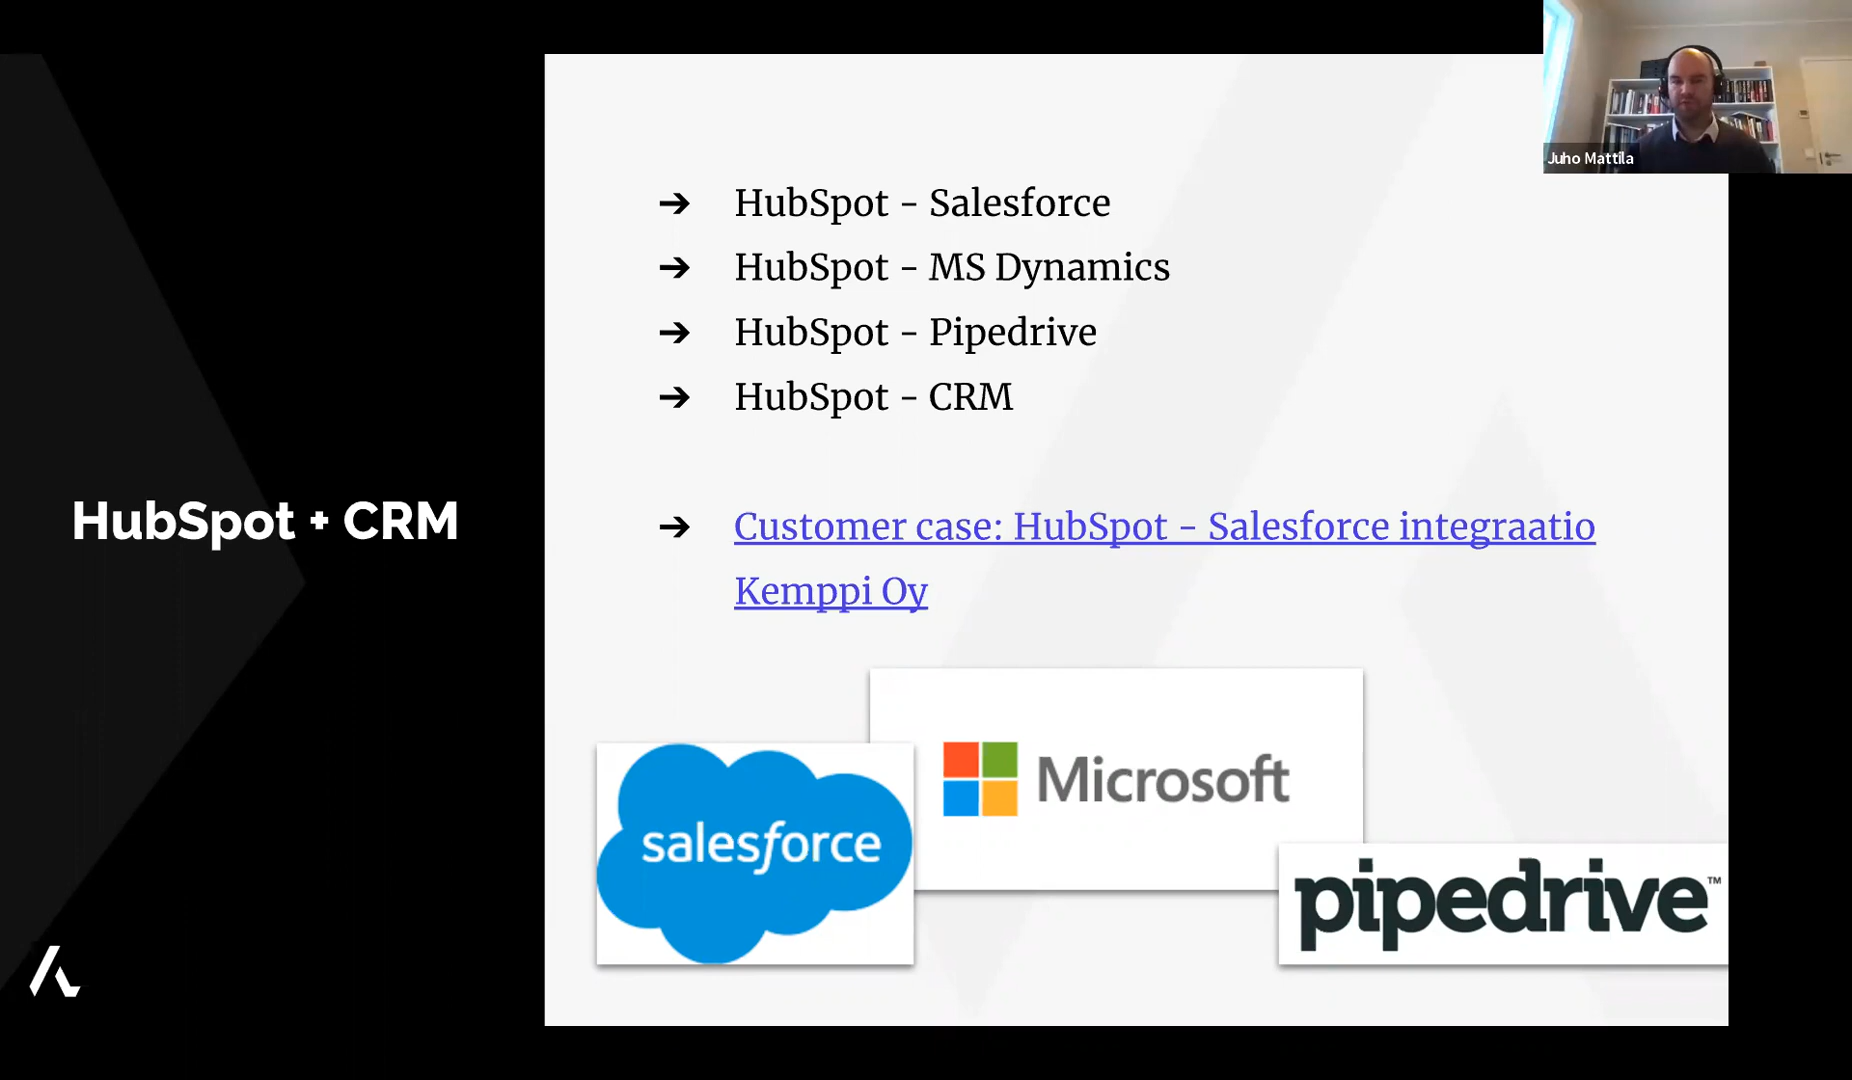 Juho Mattila
➔ HubSpot - Salesforce
➔ HubSpot - MS Dynamics
➔ HubSpot - Pipedrive
➔ HubSpot - CRM
HubSpot + CRM
➔ Customer case: HubSpot - Salesforce integraatio
Kemppi Oy
Microsoft
salesforce
pipedrive™